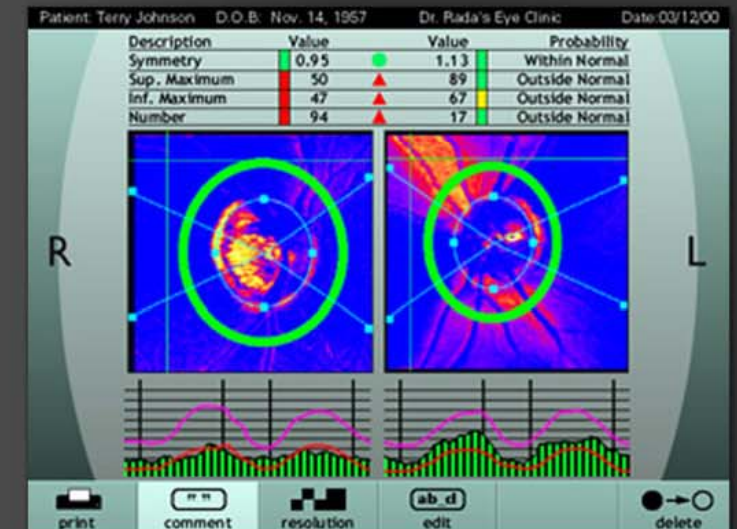 Patient: Terry Johnson D.O.B: Nov. 14, 1957 Dr. Rada's Eye Clinic Date:03/12/00
Description Value Value Probability
Symmetry 0.95 1.13 Within Normal
Sup. Maximum 50 89 Outside Normal
Inf. Maximum 47 67 Outside Normal
Number 94 17 Outside Normal
R L
" "
ab_d
print comment resolution edit delete